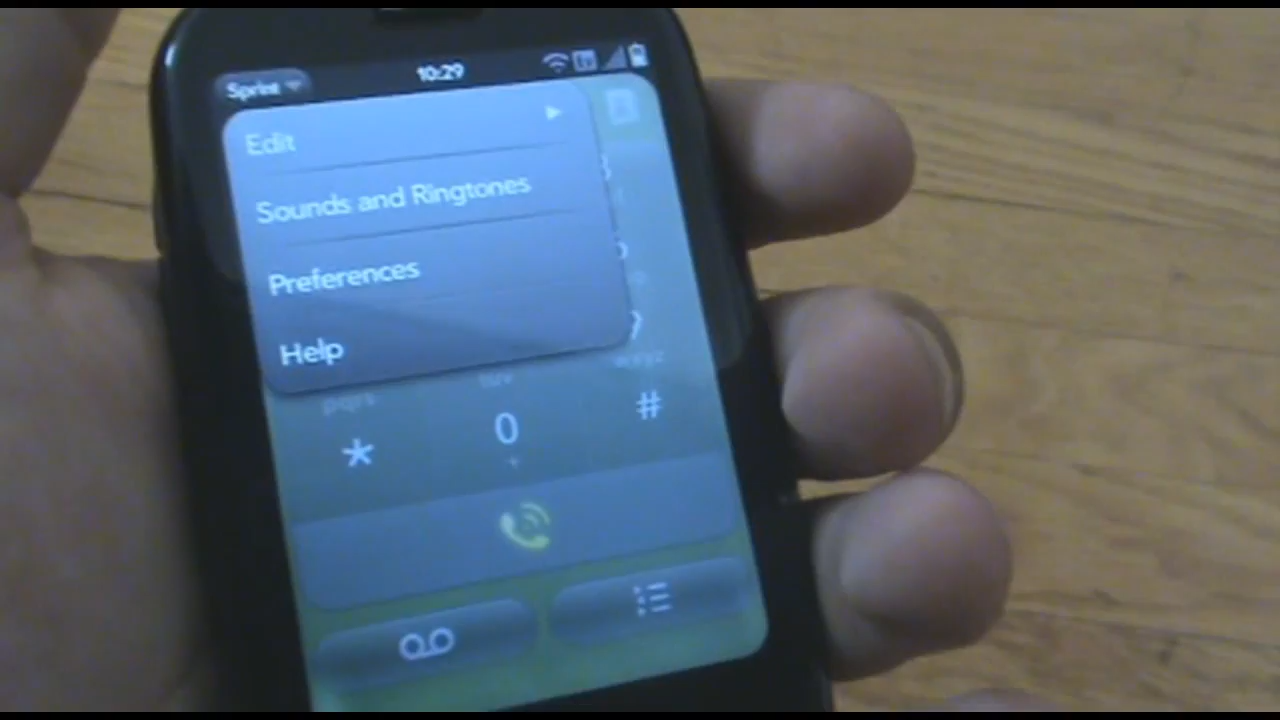 Sprint
10:29
Edit
Sounds and Ringtones
Preferences
Help
* 0 #
+